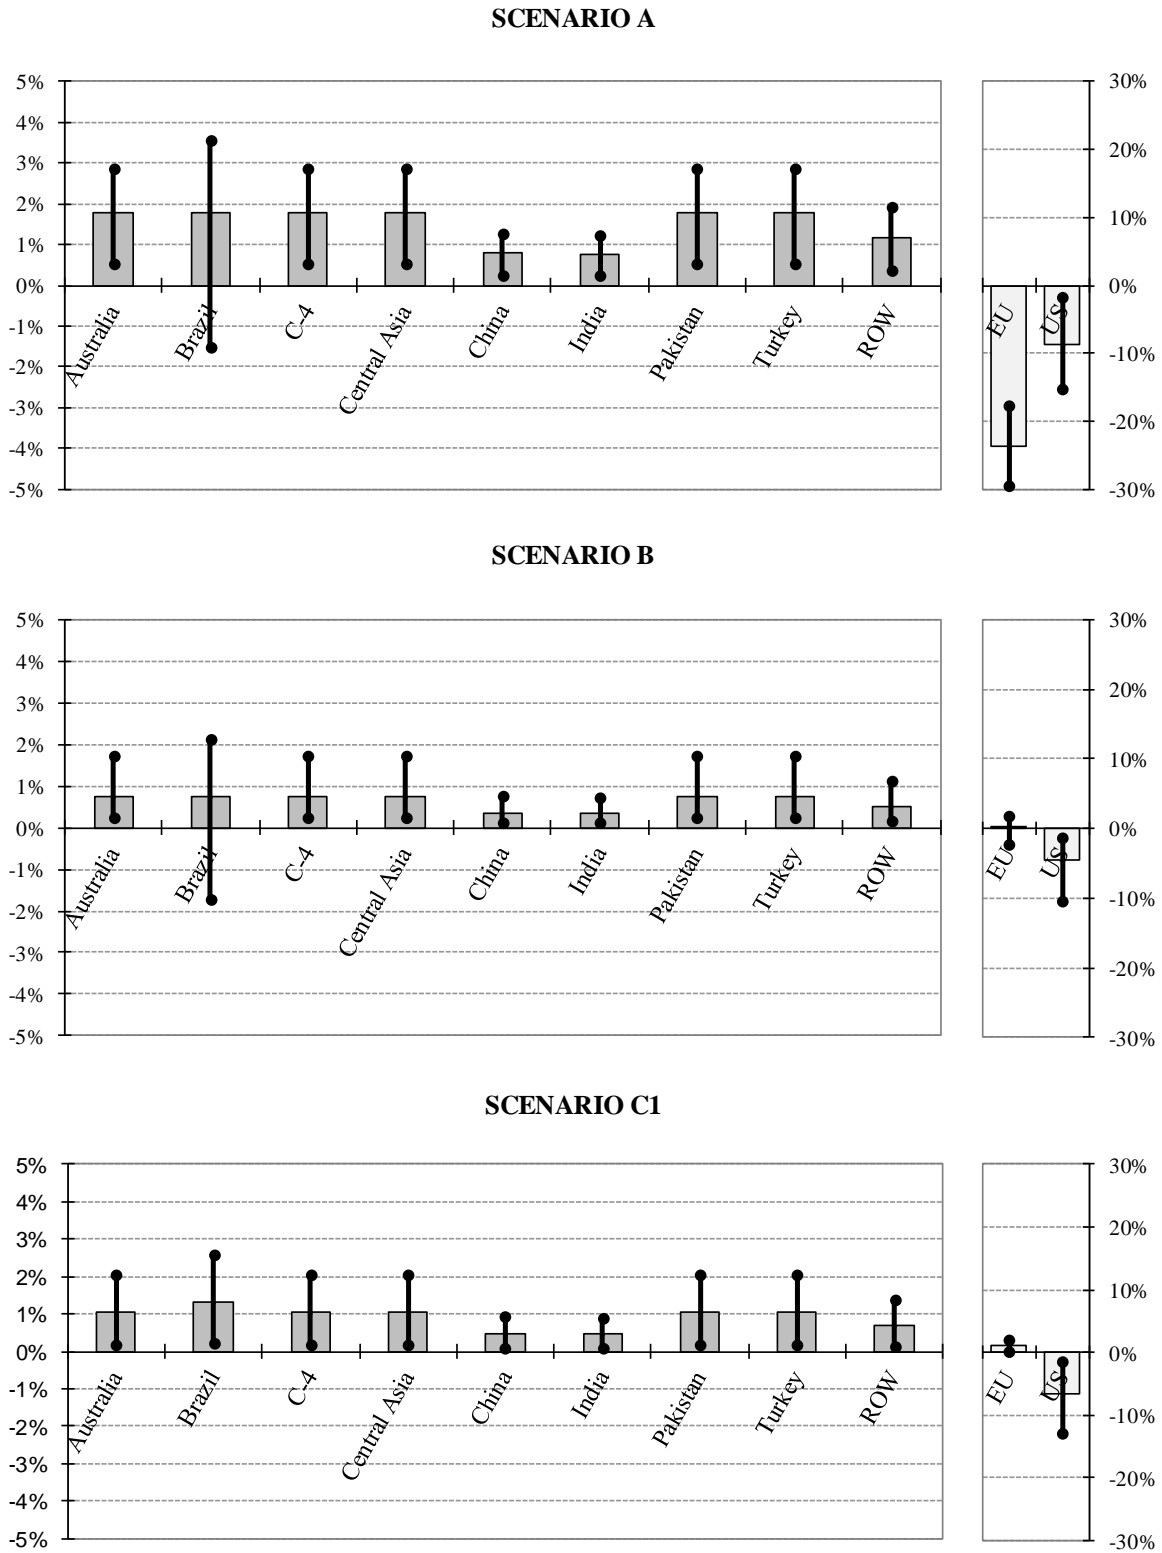 SCENARIO A
5%
4%
3%
2%
1%
0%
-1%
-2%
-3%
-4%
-5%
Australia
Brazil
C-4
Central Asia
China
India
Pakistan
Turkey
ROW
EU
US
30%
20%
10%
0%
-10%
-20%
-30%
SCENARIO B
5%
4%
3%
2%
1%
0%
-1%
-2%
-3%
-4%
-5%
Australia
Brazil
C-4
Central Asia
China
India
Pakistan
Turkey
ROW
EU
US
30%
20%
10%
0%
-10%
-20%
-30%
SCENARIO C1
5%
4%
3%
2%
1%
0%
-1%
-2%
-3%
-4%
-5%
Australia
Brazil
C-4
Central Asia
China
India
Pakistan
Turkey
ROW
EU
US
30%
20%
10%
0%
-10%
-20%
-30%